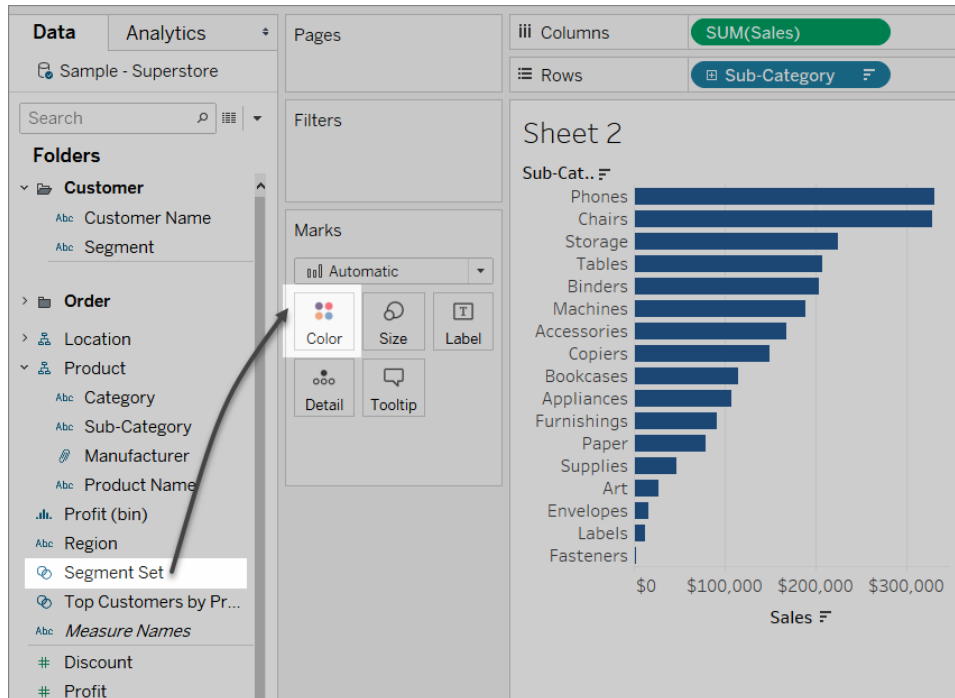 Data
Analytics
Sample - Superstore
Search
Folders
Customer
Abc Customer Name
Abc Segment
Order
Location
Product
Abc Category
Abc Sub-Category
Manufacturer
Abc Product Name
Profit (bin)
Abc Region
Segment Set
Top Customers by Pr...
Abc Measure Names
# Discount
# Profit
Pages
Filters
Marks
Automatic
Color
Size
T
Label
Detail
Tooltip
iii Columns
SUM(Sales)
Rows
Sub-Category
Sheet 2
Sub-Cat..
Phones
Chairs
Storage
Tables
Binders
Machines
Accessories
Copiers
Bookcases
Appliances
Furnishings
Paper
Supplies
Art
Envelopes
Labels
Fasteners
$0 $100,000 $200,000 $300,000
Sales